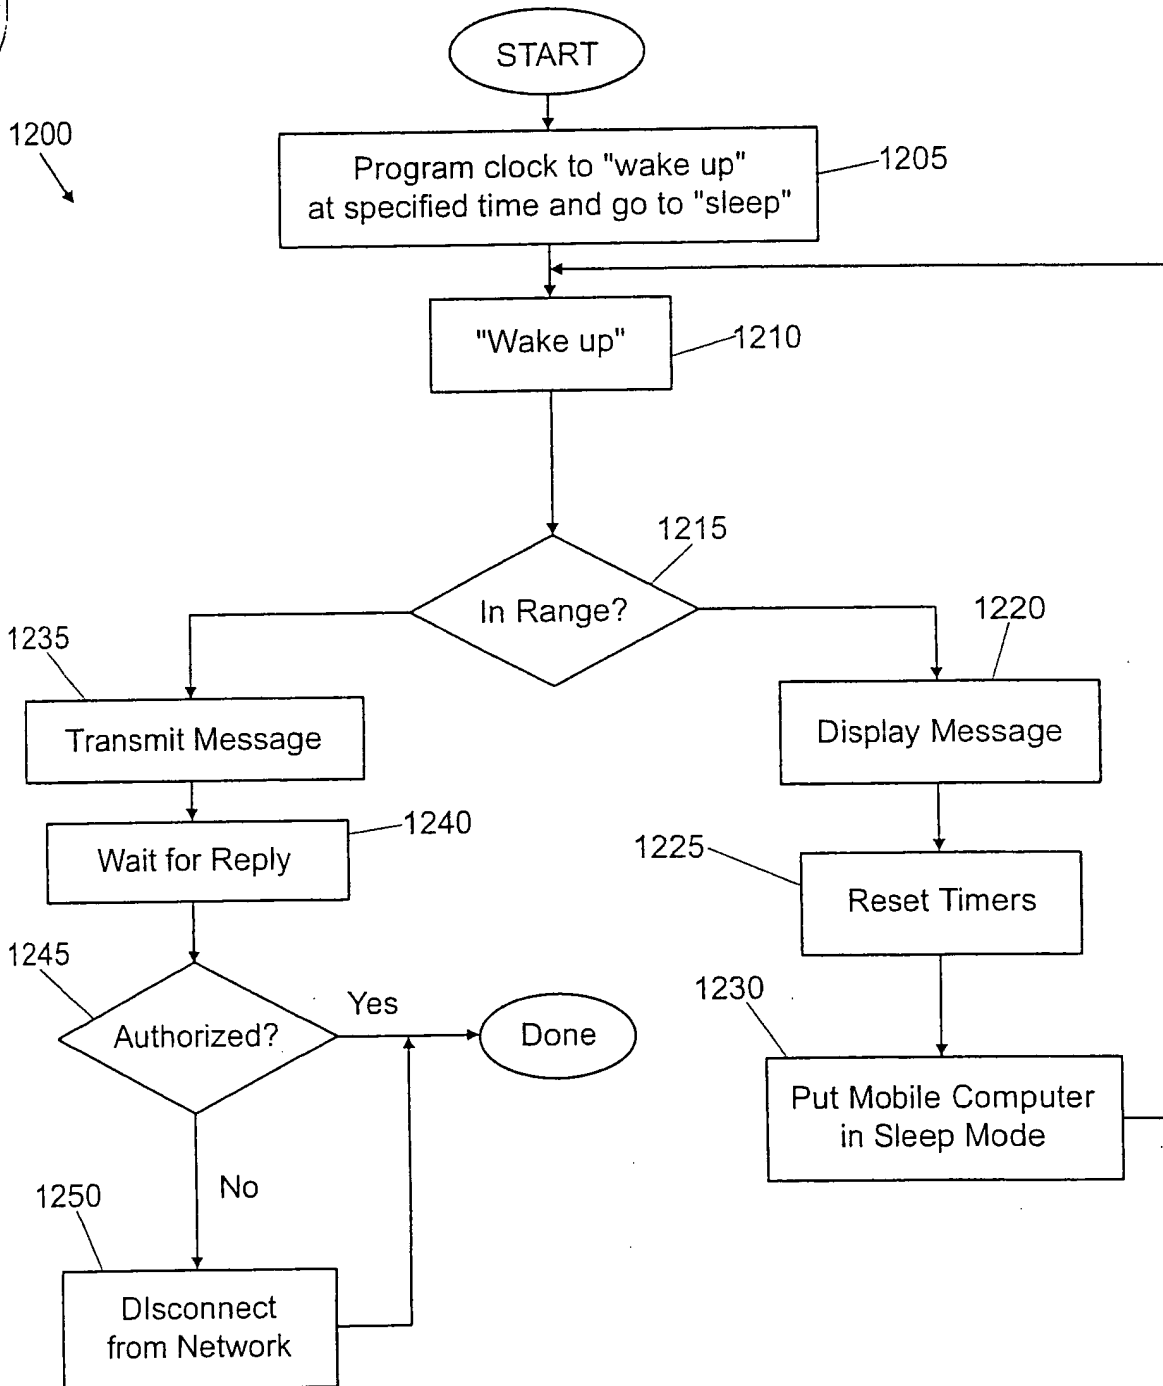 START
1200
Program clock to "wake up"
at specified time and go to "sleep"
1205
"Wake up"
1210
1215
In Range?
1235
Transmit Message
1220
Display Message
1240
Wait for Reply
1225
Reset Timers
1245
Authorized?
Yes
Done
1230
Put Mobile Computer
in Sleep Mode
No
1250
DIsconnect
from Network